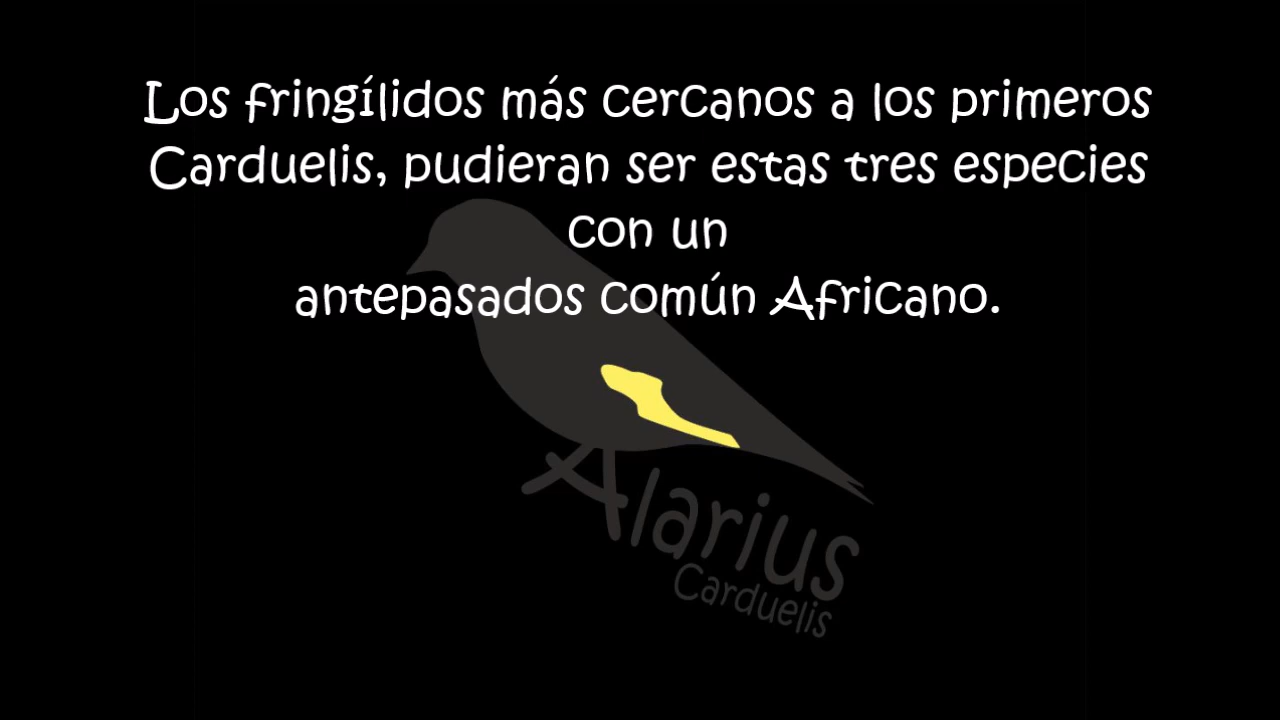 Los fringílidos más cercanos a los primeros
Carduelis, pudieran ser estas tres especies
con un
antepasados común Africano.
Alarius
Carduelis